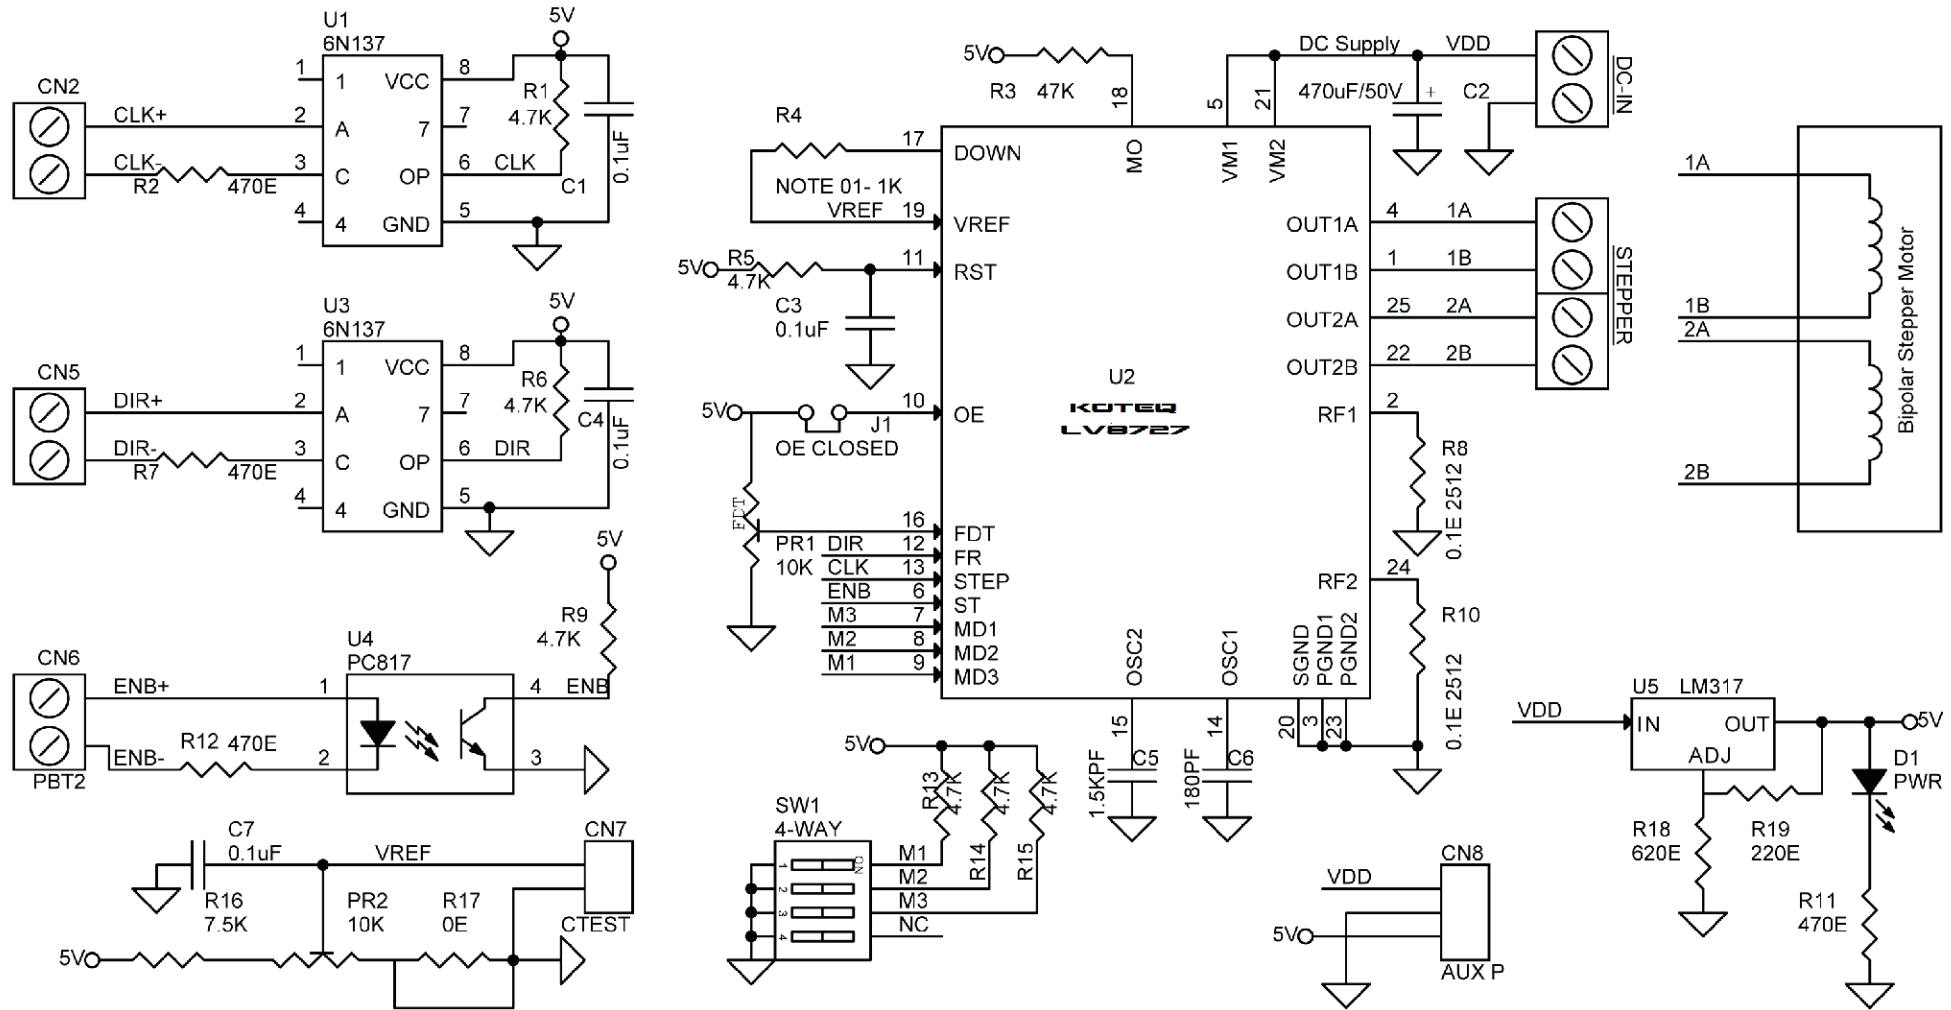 U1
6N137
5V
CN2
CLK+
CLK-
R2
470E
1
2
3
4
1
A
C
4
VCC
7
OP
GND
8
7
6
5
CLK
R1
4.7K
C1
0.1uF
U3
6N137
5V
CN5
DIR+
DIR-
R7
470E
1
2
3
4
1
A
C
4
VCC
7
OP
GND
8
7
6
5
DIR
R6
4.7K
C4
0.1uF
5V
R9
4.7K
CN6
ENB+
ENB-
PBT2
R12 470E
U4
PC817
1
2
4
3
ENB
C7
0.1uF
VREF
CN7
CTEST
R16
7.5K
PR2
10K
R17
0E
5V
5V
R3 47K
18
R4
NOTE 01- 1K
VREF
17
19
DOWN
VREF
5V
R5
4.7K
11
RST
C3
0.1uF
5V
J1
OE CLOSED
10
OE
FDT
PR1
10K
16
FDT
DIR 12 FR
CLK 13 STEP
ENB 6 ST
M3 7 MD1
M2 8 MD2
M1 9 MD3
U2
KOTEQ
LV8727
MO
VM1
VM2
5
21
DC Supply
VDD
470uF/50V
+
C2
DC-IN
OUT1A 4 1A
OUT1B 1 1B
OUT2A 25 2A
OUT2B 22 2B
STEPPER
RF1 2
R8
0.1E 2512
RF2 24
R10
0.1E 2512
OSC2
OSC1
SGND
PGND1
PGND2
15
14
20
3
23
C5
1.5KPF
C6
180PF
5V
R13
4.7K
R14
4.7K
R15
4.7K
SW1
4-WAY
ON
1
2
3
4
M1
M2
M3
NC
1A
1B
2A
2B
Bipolar Stepper Motor
U5 LM317
VDD
IN
OUT
ADJ
5V
D1
PWR
R18
620E
R19
220E
R11
470E
CN8
VDD
5V
AUX P